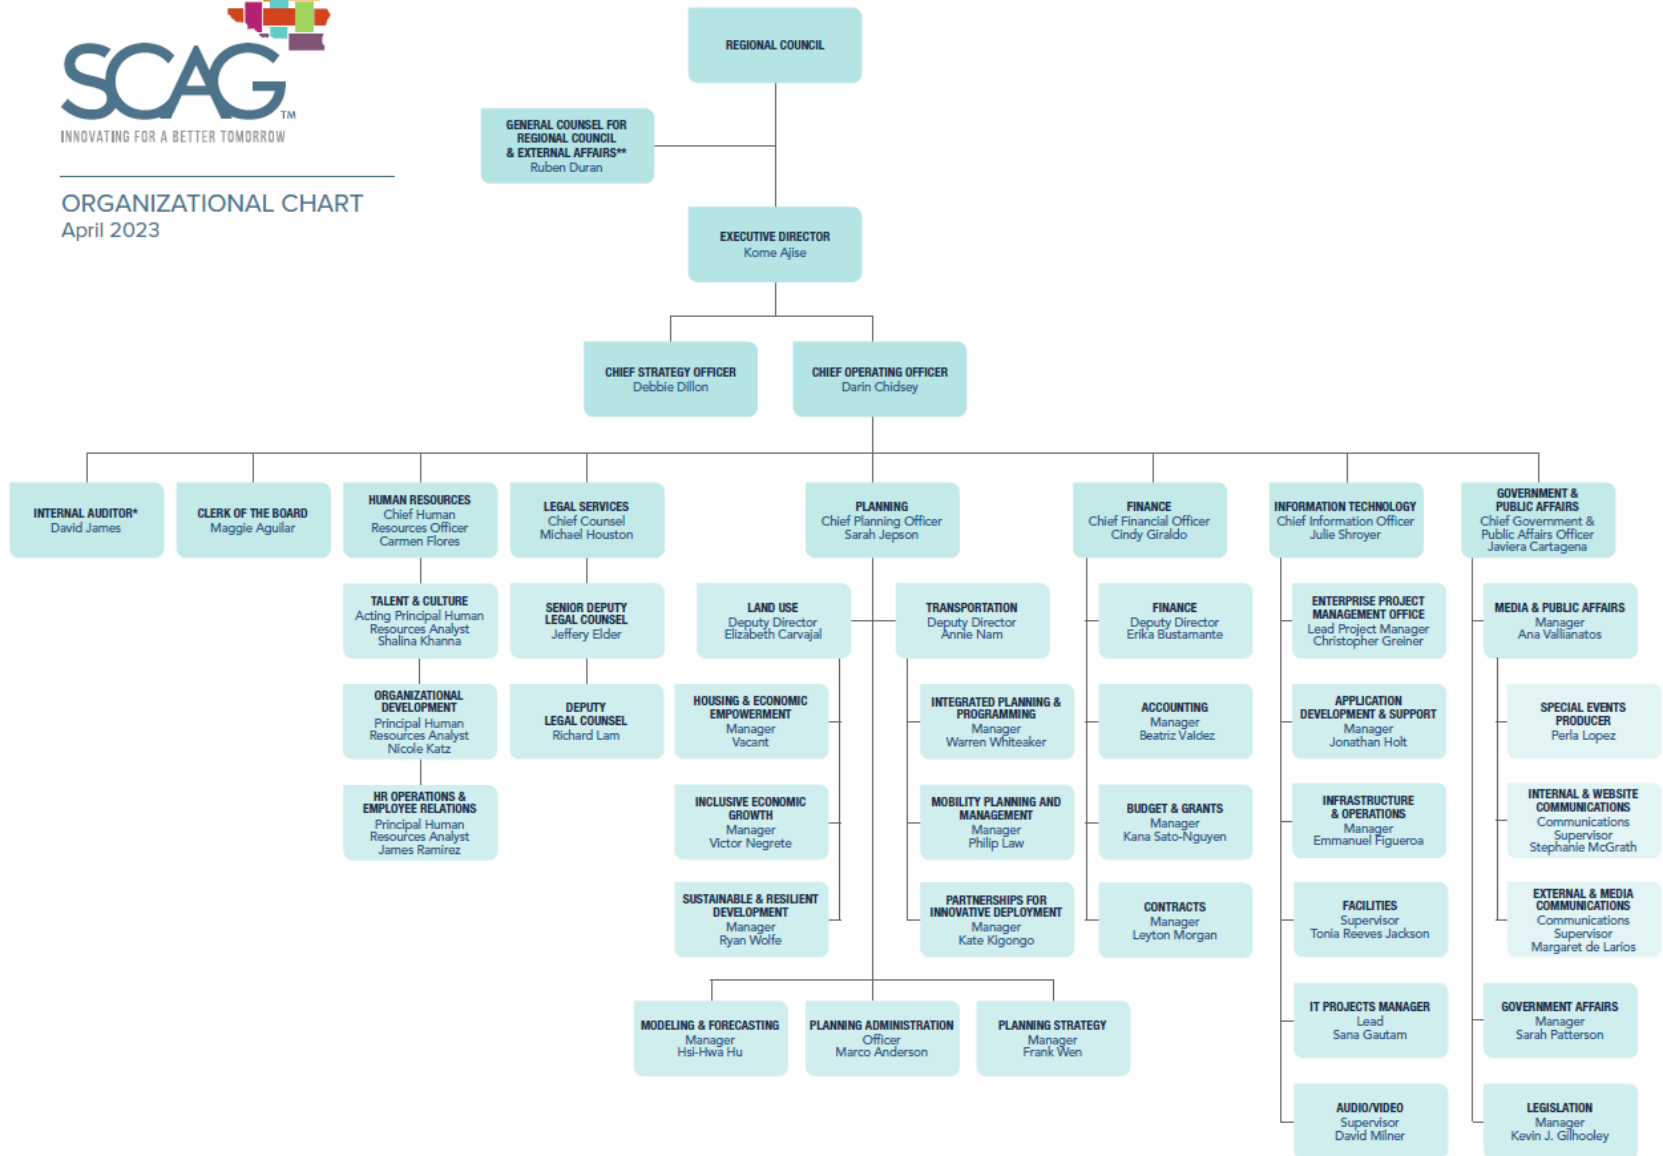 SCAG™
INNOVATING FOR A BETTER TOMORROW
ORGANIZATIONAL CHART
April 2023
REGIONAL COUNCIL
GENERAL COUNSEL FOR
REGIONAL COUNCIL
& EXTERNAL AFFAIRS**
Ruben Duran
EXECUTIVE DIRECTOR
Kome Ajise
CHIEF STRATEGY OFFICER
Debbie Dillon
CHIEF OPERATING OFFICER
Darin Chidsey
INTERNAL AUDITOR*
David James
CLERK OF THE BOARD
Maggie Aguilar
HUMAN RESOURCES
Chief Human
Resources Officer
Carmen Flores
LEGAL SERVICES
Chief Counsel
Michael Houston
PLANNING
Chief Planning Officer
Sarah Jepson
FINANCE
Chief Financial Officer
Cindy Giraldo
INFORMATION TECHNOLOGY
Chief Information Officer
Julie Shroyer
GOVERNMENT &
PUBLIC AFFAIRS
Chief Government &
Public Affairs Officer
Javiera Cartagena
TALENT & CULTURE
Acting Principal Human
Resources Analyst
Shalina Khanna
ORGANIZATIONAL
DEVELOPMENT
Principal Human
Resources Analyst
Nicole Katz
HR OPERATIONS &
EMPLOYEE RELATIONS
Principal Human
Resources Analyst
James Ramirez
SENIOR DEPUTY
LEGAL COUNSEL
Jeffery Elder
DEPUTY
LEGAL COUNSEL
Richard Lam
LAND USE
Deputy Director
Elizabeth Carvajal
HOUSING & ECONOMIC
EMPOWERMENT
Manager
Vacant
INCLUSIVE ECONOMIC
GROWTH
Manager
Victor Negrete
SUSTAINABLE & RESILIENT
DEVELOPMENT
Manager
Ryan Wolfe
TRANSPORTATION
Deputy Director
Annie Nam
INTEGRATED PLANNING &
PROGRAMMING
Manager
Warren Whiteaker
MOBILITY PLANNING AND
MANAGEMENT
Manager
Philip Law
PARTNERSHIPS FOR
INNOVATIVE DEPLOYMENT
Manager
Kate Kigongo
MODELING & FORECASTING
Manager
Hsi-Hwa Hu
PLANNING ADMINISTRATION
Officer
Marco Anderson
PLANNING STRATEGY
Manager
Frank Wen
FINANCE
Deputy Director
Erika Bustamante
ACCOUNTING
Manager
Beatriz Valdez
BUDGET & GRANTS
Manager
Kana Sato-Nguyen
CONTRACTS
Manager
Leyton Morgan
ENTERPRISE PROJECT
MANAGEMENT OFFICE
Lead Project Manager
Christopher Greiner
APPLICATION
DEVELOPMENT & SUPPORT
Manager
Jonathan Holt
INFRASTRUCTURE
& OPERATIONS
Manager
Emmanuel Figueroa
FACILITIES
Supervisor
Tonia Reeves Jackson
IT PROJECTS MANAGER
Lead
Sana Gautam
AUDIO/VIDEO
Supervisor
David Milner
MEDIA & PUBLIC AFFAIRS
Manager
Ana Vallianatos
SPECIAL EVENTS
PRODUCER
Perla Lopez
INTERNAL & WEBSITE
COMMUNICATIONS
Communications
Supervisor
Stephanie McGrath
EXTERNAL & MEDIA
COMMUNICATIONS
Communications
Supervisor
Margaret de Larios
GOVERNMENT AFFAIRS
Manager
Sarah Patterson
LEGISLATION
Manager
Kevin J. Gilhooley